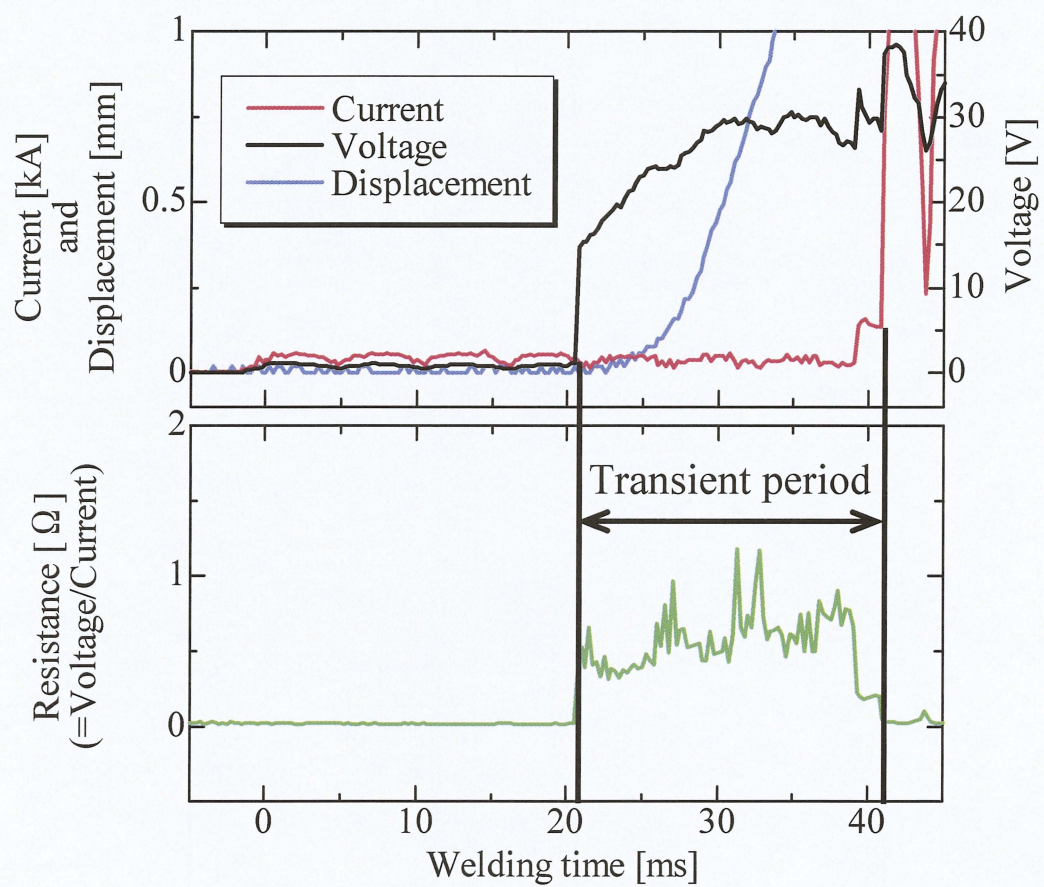 1
0.5
0
Current [kA]
and
Displacement [mm]
Current
Voltage
Displacement
40
30
20
10
0
Voltage [V]
2
1
0
Resistance [ Ω ]
(=Voltage/Current)
Transient period
0 10 20 30 40
Welding time [ms]